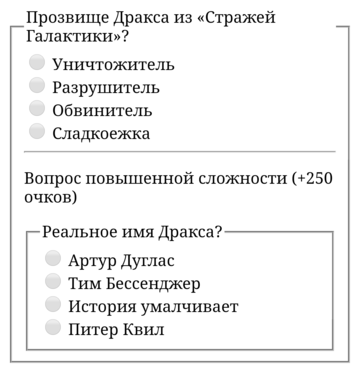 Прозвище Дракса из «Стражей
Галактики»?
Уничтожитель
Разрушитель
Обвинитель
Сладкоежка
Вопрос повышенной сложности (+250
очков)
Реальное имя Дракса?
Артур Дуглас
Тим Бессенджер
История умалчивает
Питер Квил